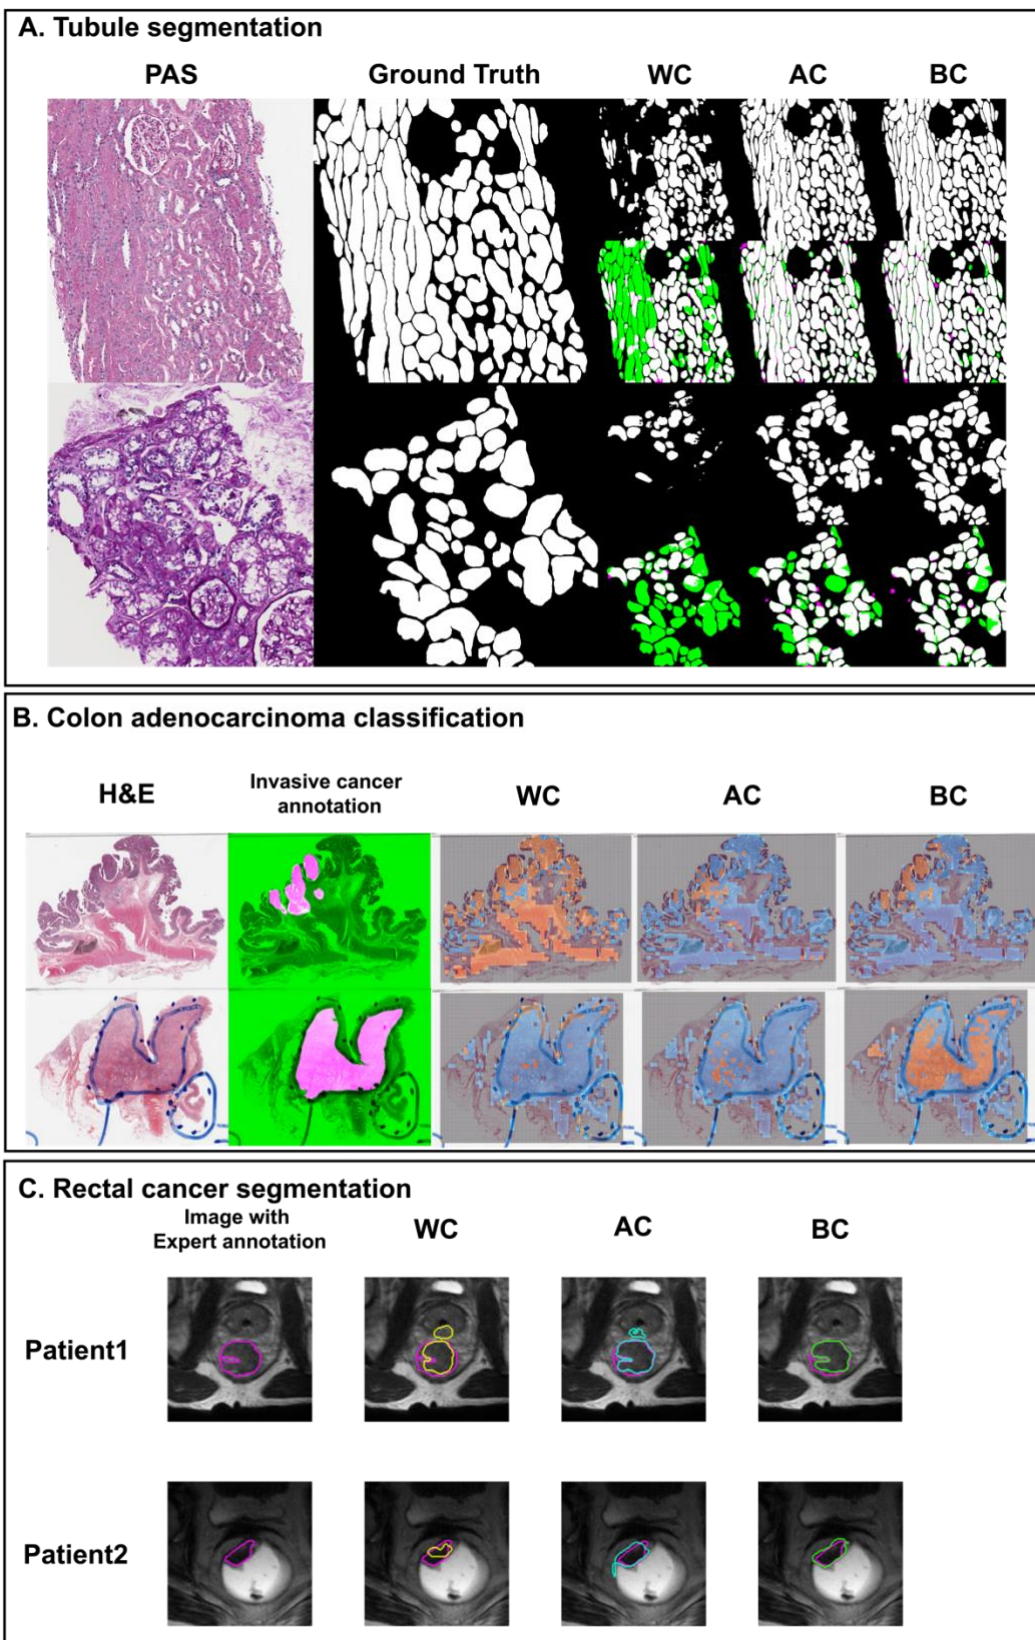 A. Tubule segmentation
PAS Ground Truth WC AC BC
B. Colon adenocarcinoma classification
H&E Invasive cancer annotation WC AC BC
C. Rectal cancer segmentation
Image with Expert annotation WC AC BC
Patient1
Patient2